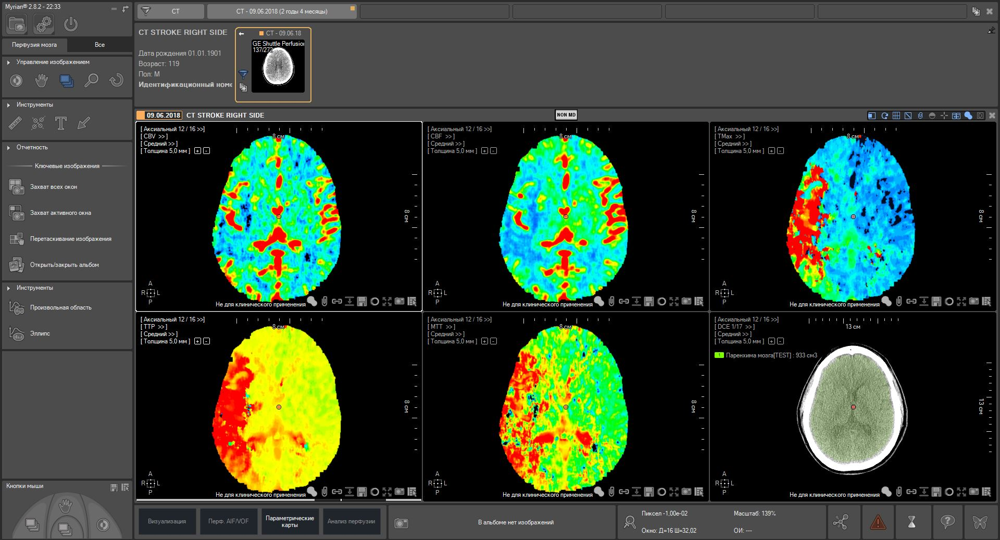 Myrian® 2.8.2 - 22:33
Перфузия мозга
Все
Управление изображением
Инструменты
Отчетность
Ключевые изображения
Захват всех окон
Захват активного окна
Перетаскивание изображения
Открыть/закрыть альбом
Инструменты
Произвольная область
Эллипс
Кнопки мыши
CT
CT - 09.06.2018 (2 годы 4 месяцы)
CT STROKE RIGHT SIDE
Дата рождения 01.01.1901
Возраст: 119
Пол: M
Идентификационный номе
CT - 09.06.18
GE Shuttle Perfusion
137/272
09.06.2018 CT STROKE RIGHT SIDE
NON MD
[ Аксиальный 12 / 16 >>]
[ CBV >> ]
[ Средний >> ]
[ Толщина 5,0 мм ] + -
8 см
8 см
A
R L
P
Не для клинического применения
[ Аксиальный 12 / 16 >>]
[ CBF >> ]
[ Средний >> ]
[ Толщина 5,0 мм ] + -
8 см
8 см
A
R L
P
Не для клинического применения
[ Аксиальный 12 / 16 >>]
[ TMax >> ]
[ Средний >> ]
[ Толщина 5,0 мм ] + -
8 см
8 см
A
R L
P
Не для клинического применения
[ Аксиальный 12 / 16 >>]
[ TTP >> ]
[ Средний >> ]
[ Толщина 5,0 мм ] + -
8 см
8 см
A
R L
P
Не для клинического применения
[ Аксиальный 12 / 16 >>]
[ MTT >> ]
[ Средний >> ]
[ Толщина 5,0 мм ] + -
8 см
8 см
A
R L
P
Не для клинического применения
[ Аксиальный 12 / 16 >>]
[ DCE 1/17 >> ]
[ Средний >> ]
[ Толщина 5,0 мм ] + -
1 Паренхима мозга[TEST] : 933 см3
13 см
13 см
A
R L
P
Не для клинического применения
Визуализация
Перф. AIF/VOF
Параметрические
карты
Анализ перфузии
В альбоме нет изображений
Пиксел -1,00e-02
Масштаб: 139%
Окно: Д=16 Ш=32,02
ОИ: ---